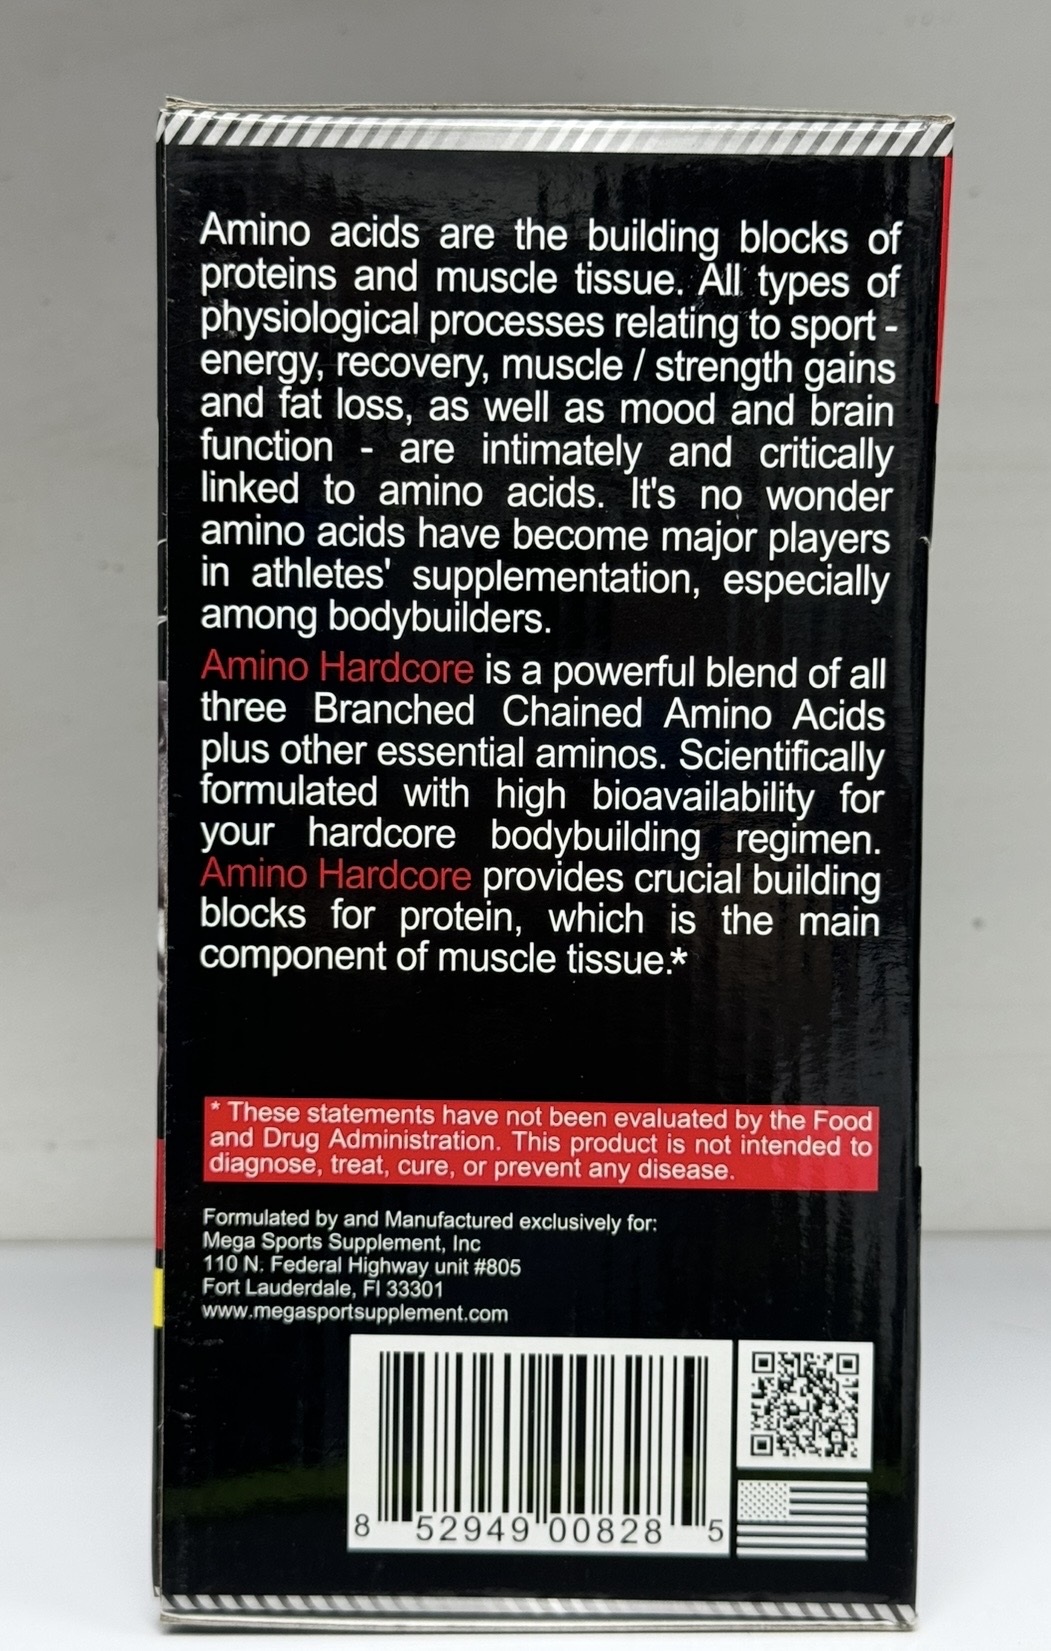 Amino acids are the building blocks of
proteins and muscle tissue. All types of
physiological processes relating to sport -
energy, recovery, muscle / strength gains
and fat loss, as well as mood and brain
function - are intimately and critically
linked to amino acids. It's no wonder
amino acids have become major players
in athletes' supplementation, especially
among bodybuilders.
Amino Hardcore is a powerful blend of all
three Branched Chained Amino Acids
plus other essential aminos. Scientifically
formulated with high bioavailability for
your hardcore bodybuilding regimen.
Amino Hardcore provides crucial building
blocks for protein, which is the main
component of muscle tissue.*
* These statements have not been evaluated by the Food
and Drug Administration. This product is not intended to
diagnose, treat, cure, or prevent any disease.
Formulated by and Manufactured exclusively for:
Mega Sports Supplement, Inc
110 N. Federal Highway unit #805
Fort Lauderdale, Fl 33301
www.megasportsupplement.com
8 52949 00828 5